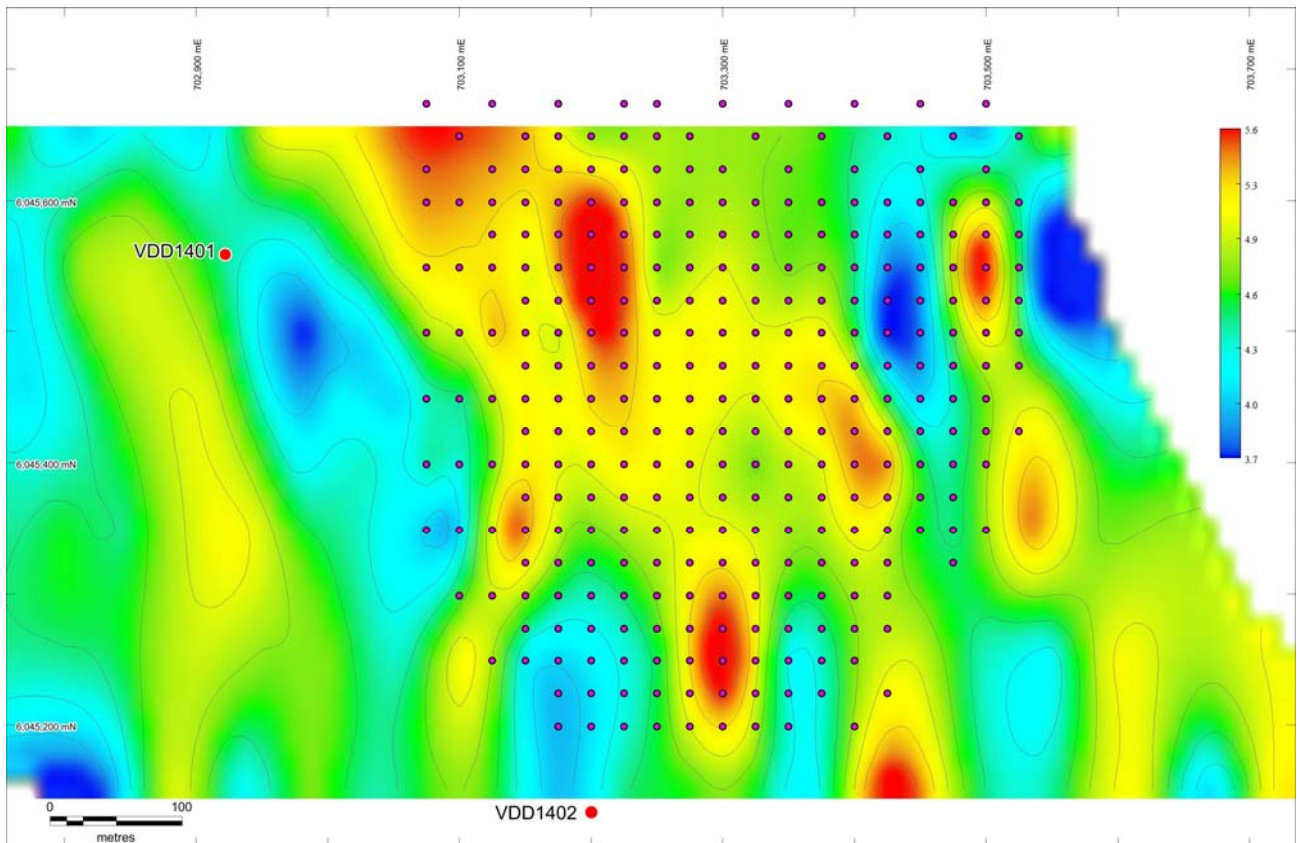 702,900 mE
703,100 mE
703,300 mE
703,500 mE
703,700 mE
6,045,600 mN
6,045,400 mN
6,045,200 mN
VDD1401
VDD1402
5.6
5.3
4.9
4.6
4.3
4.0
3.7
0 100
metres